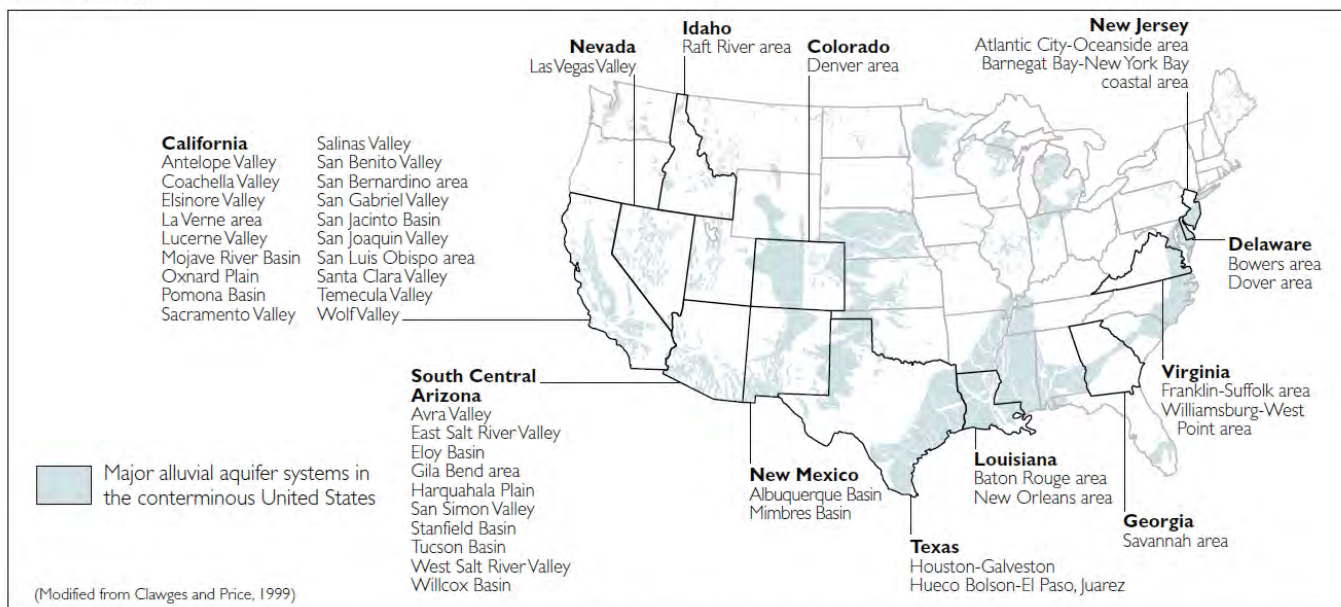 Nevada
Las Vegas Valley
Idaho
Raft River area
Colorado
Denver area
New Jersey
Atlantic City-Oceanside area
Barnegat Bay-New York Bay
coastal area
California
Antelope Valley
Coachella Valley
Elsinore Valley
La Verne area
Lucerne Valley
Mojave River Basin
Oxnard Plain
Pomona Basin
Sacramento Valley
Salinas Valley
San Benito Valley
San Bernardino area
San Gabriel Valley
San Jacinto Basin
San Joaquin Valley
San Luis Obispo area
Santa Clara Valley
Temecula Valley
Wolf Valley
Delaware
Bowers area
Dover area
South Central
Arizona
Avra Valley
East Salt River Valley
Eloy Basin
Gila Bend area
Harquahala Plain
San Simon Valley
Stanfield Basin
Tucson Basin
West Salt River Valley
Willcox Basin
Virginia
Franklin-Suffolk area
Williamsburg-West
Point area
New Mexico
Albuquerque Basin
Mimbres Basin
Louisiana
Baton Rouge area
New Orleans area
Georgia
Savannah area
Texas
Houston-Galveston
Hueco Bolson-El Paso, Juarez
Major alluvial aquifer systems in
the conterminous United States
(Modified from Clawges and Price, 1999)